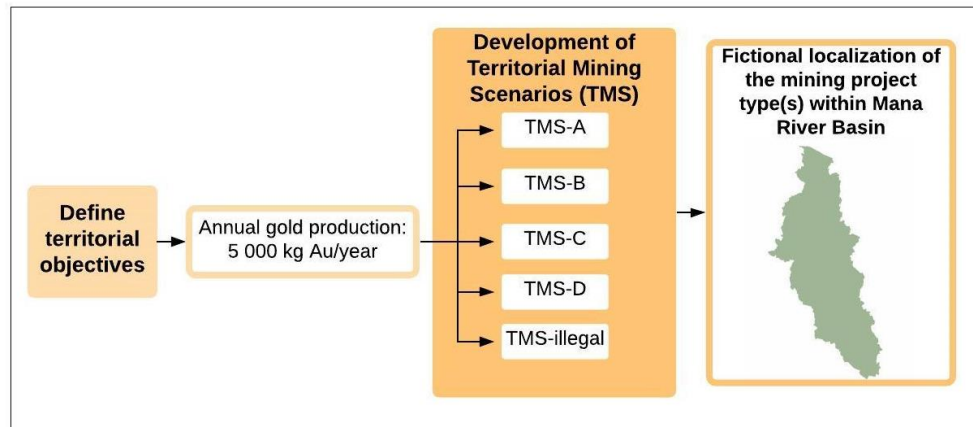 Define
territorial
objectives
Annual gold production:
5 000 kg Au/year
Development of
Territorial Mining
Scenarios (TMS)
TMS-A
TMS-B
TMS-C
TMS-D
TMS-illegal
Fictional localization of
the mining project
type(s) within Mana
River Basin